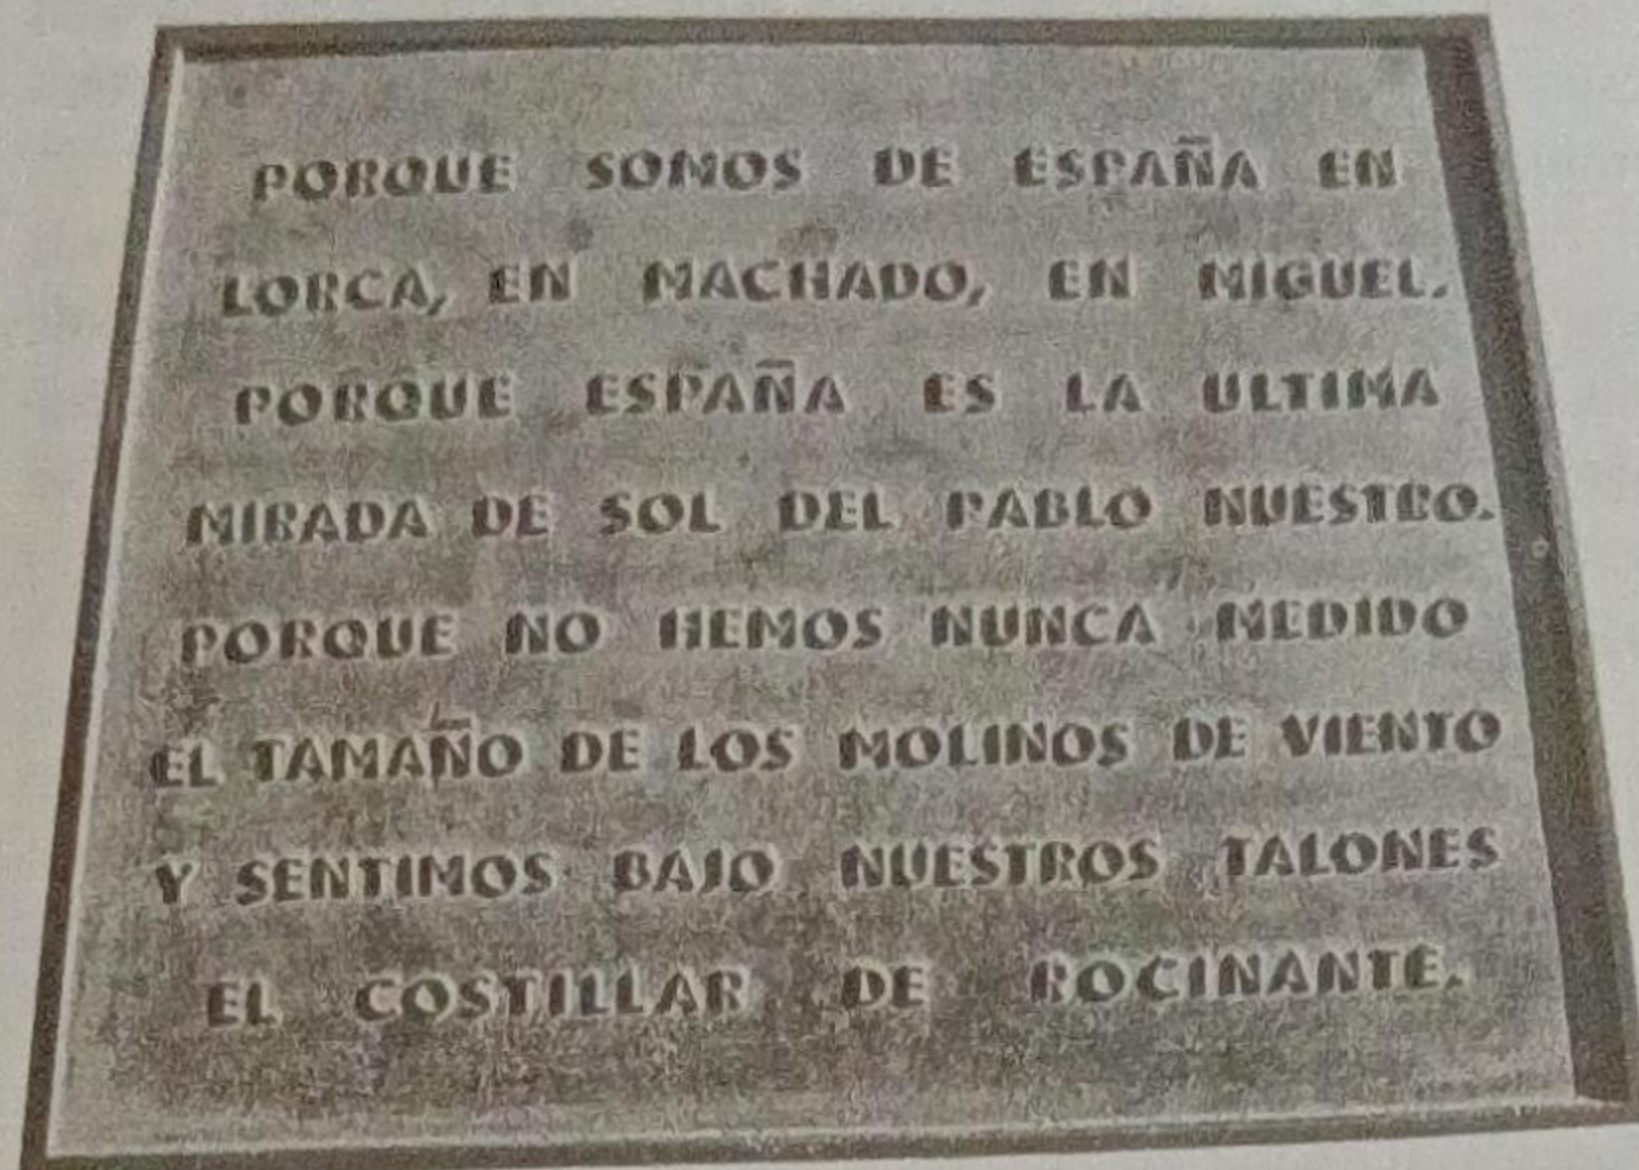 PORQUE SOMOS DE ESPAÑA EN
LORCA, EN MACHADO, EN MIGUEL.
PORQUE ESPAÑA ES LA ULTIMA
MIRADA DE SOL DEL PABLO NUESTRO.
PORQUE NO HEMOS NUNCA MEDIDO
EL TAMAÑO DE LOS MOLINOS DE VIENTO
Y SENTIMOS BAJO NUESTROS TALONES
EL COSTILLAR DE ROCINANTE.